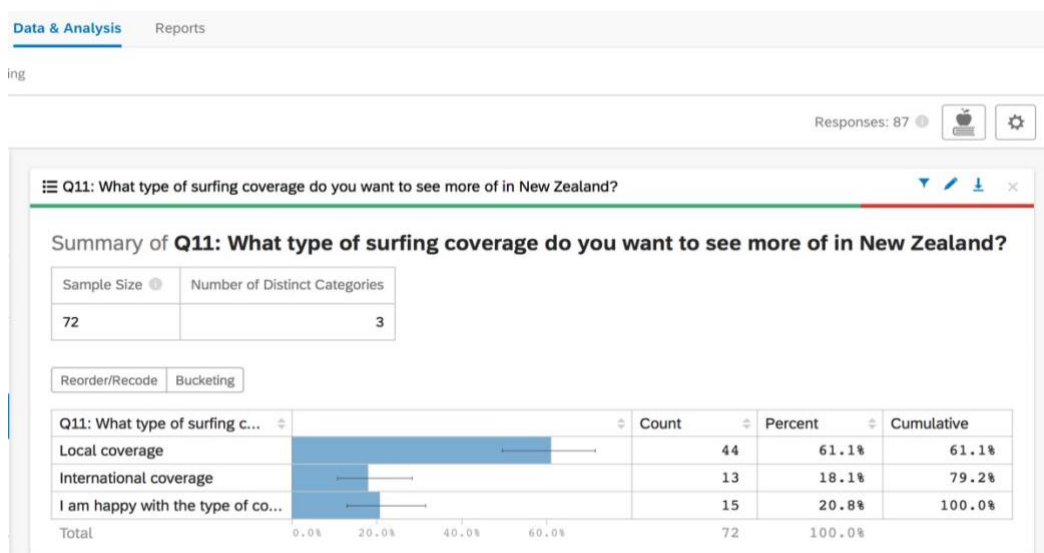 Data & Analysis Reports
ing
Responses: 87
Q11: What type of surfing coverage do you want to see more of in New Zealand?
Summary of Q11: What type of surfing coverage do you want to see more of in New Zealand?
Sample Size Number of Distinct Categories
72 3
Reorder/Recode Bucketing
Q11: What type of surfing c... Count Percent Cumulative
Local coverage 44 61.1% 61.1%
International coverage 13 18.1% 79.2%
I am happy with the type of co... 15 20.8% 100.0%
Total 0.0% 20.0% 40.0% 60.0% 72 100.0%